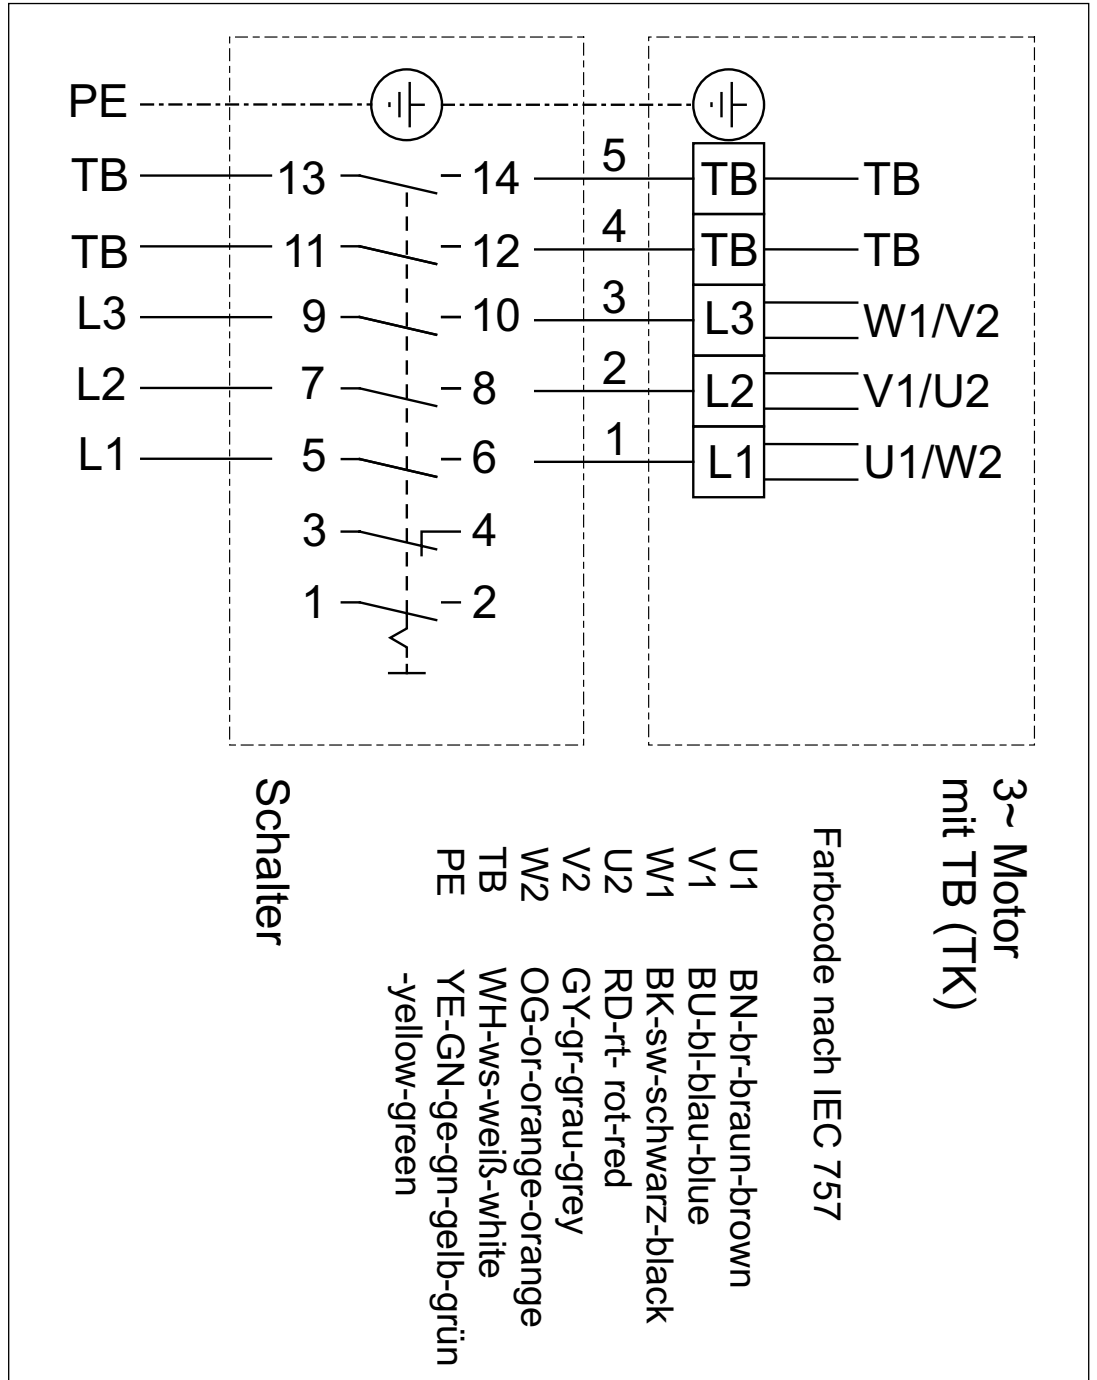 PE
TB 13 14 5 TB TB
TB 11 12 4 TB TB
L3 9 10 3 L3 W1/V2
L2 7 8 2 L2 V1/U2
L1 5 6 1 L1 U1/W2
3 4
1 2
Schalter
3~ Motor
mit TB (TK)
Farbcode nach IEC 757
U1 BN-br-braun-brown
V1 BU-bl-blau-blue
W1 BK-sw-schwarz-black
U2 RD-rt- rot-red
V2 GY-gr-grau-grey
W2 OG-or-orange-orange
TB WH-ws-weiß-white
PE YE-GN-ge-gn-gelb-grün
-yellow-green